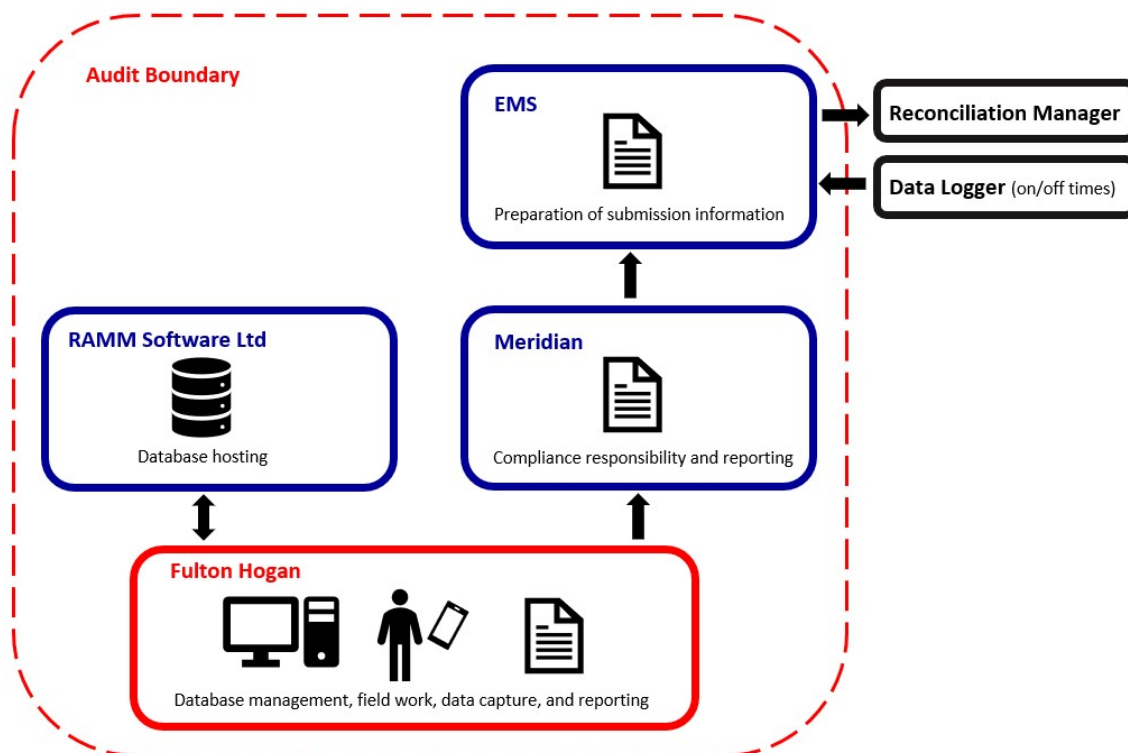 Audit Boundary
EMS
Preparation of submission information
Reconciliation Manager
Data Logger (on/off times)
RAMM Software Ltd
Database hosting
Meridian
Compliance responsibility and reporting
Fulton Hogan
Database management, field work, data capture, and reporting